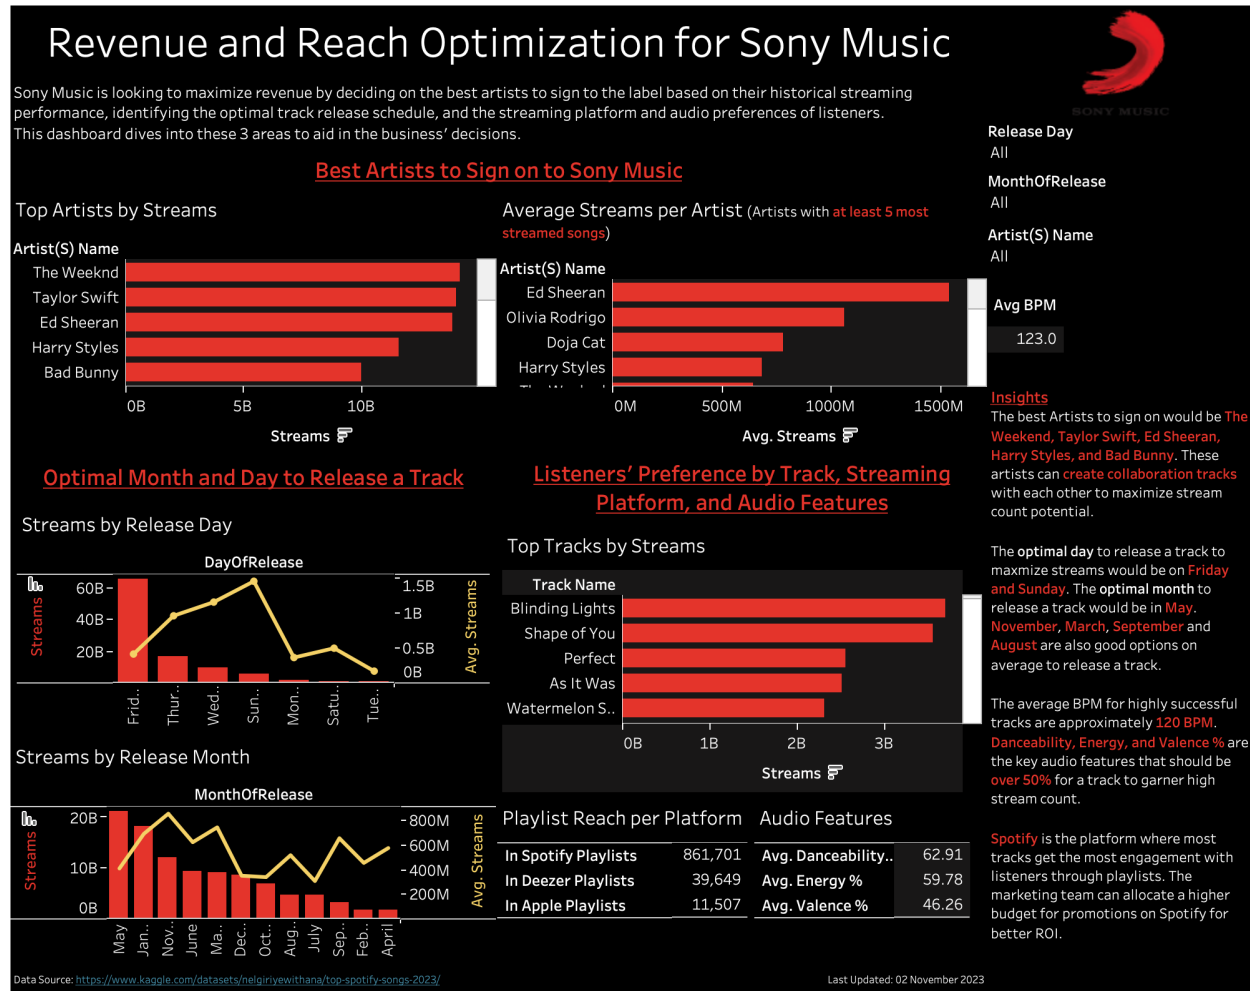 Revenue and Reach Optimization for Sony Music
SONY MUSIC
Sony Music is looking to maximize revenue by deciding on the best artists to sign to the label based on their historical streaming
performance, identifying the optimal track release schedule, and the streaming platform and audio preferences of listeners.
This dashboard dives into these 3 areas to aid in the business' decisions.
Release Day
All
MonthOfRelease
All
Artist(S) Name
All
Avg BPM
123.0
Best Artists to Sign on to Sony Music
Top Artists by Streams
Artist(S) Name
The Weeknd
Taylor Swift
Ed Sheeran
Harry Styles
Bad Bunny
0B 5B 10B
Streams
Average Streams per Artist (Artists with at least 5 most
streamed songs)
Artist(S) Name
Ed Sheeran
Olivia Rodrigo
Doja Cat
Harry Styles
0M 500M 1000M 1500M
Avg. Streams
Optimal Month and Day to Release a Track
Streams by Release Day
DayOfRelease
Streams
60B
40B
20B
1.5B
1B
0.5B
0B
Avg. Streams
Frid.. Thur.. Wed.. Sun.. Mon.. Satu.. Tue..
Streams by Release Month
MonthOfRelease
Streams
20B
10B
0B
800M
600M
400M
200M
Avg. Streams
May Jan.. Nov.. June Ma.. Dec.. Oct.. Aug.. July Sep.. Feb.. April
Listeners' Preference by Track, Streaming
Platform, and Audio Features
Top Tracks by Streams
Track Name
Blinding Lights
Shape of You
Perfect
As It Was
Watermelon S..
0B 1B 2B 3B
Streams
Playlist Reach per Platform
In Spotify Playlists 861,701
In Deezer Playlists 39,649
In Apple Playlists 11,507
Audio Features
Avg. Danceability.. 62.91
Avg. Energy % 59.78
Avg. Valence % 46.26
Insights
The best Artists to sign on would be The
Weekend, Taylor Swift, Ed Sheeran,
Harry Styles, and Bad Bunny. These
artists can create collaboration tracks
with each other to maximize stream
count potential.
The optimal day to release a track to
maxmize streams would be on Friday
and Sunday. The optimal month to
release a track would be in May.
November, March, September and
August are also good options on
average to release a track.
The average BPM for highly successful
tracks are approximately 120 BPM.
Danceability, Energy, and Valence % are
the key audio features that should be
over 50% for a track to garner high
stream count.
Spotify is the platform where most
tracks get the most engagement with
listeners through playlists. The
marketing team can allocate a higher
budget for promotions on Spotify for
better ROI.
Data Source: https://www.kaggle.com/datasets/nelgiriyewithana/top-spotify-songs-2023/
Last Updated: 02 November 2023